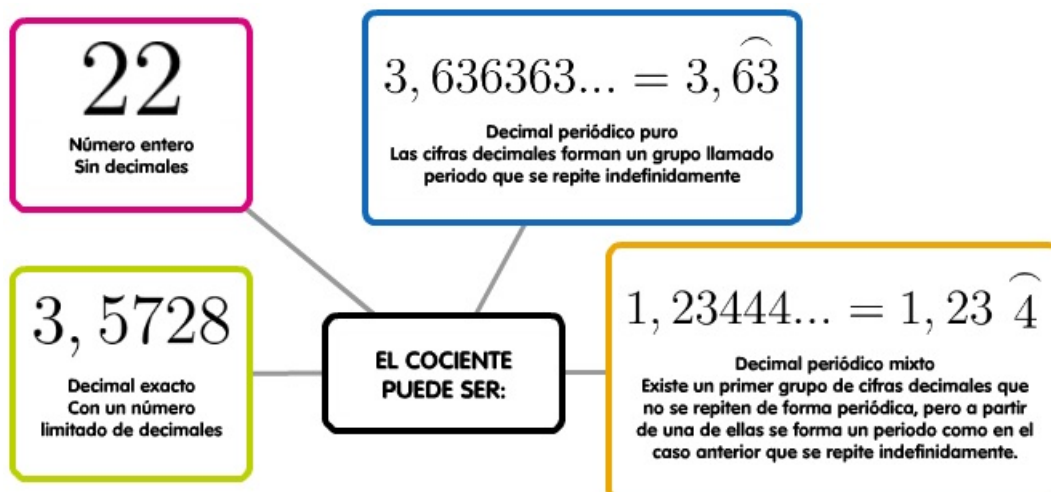 22
Número entero
Sin decimales
3, 636363... = 3, 63
Decimal periódico puro
Las cifras decimales forman un grupo llamado
periodo que se repite indefinidamente
3, 5728
Decimal exacto
Con un número
limitado de decimales
EL COCIENTE
PUEDE SER:
1, 23444... = 1, 23 4
Decimal periódico mixto
Existe un primer grupo de cifras decimales que
no se repiten de forma periódica, pero a partir
de una de ellas se forma un periodo como en el
caso anterior que se repite indefinidamente.